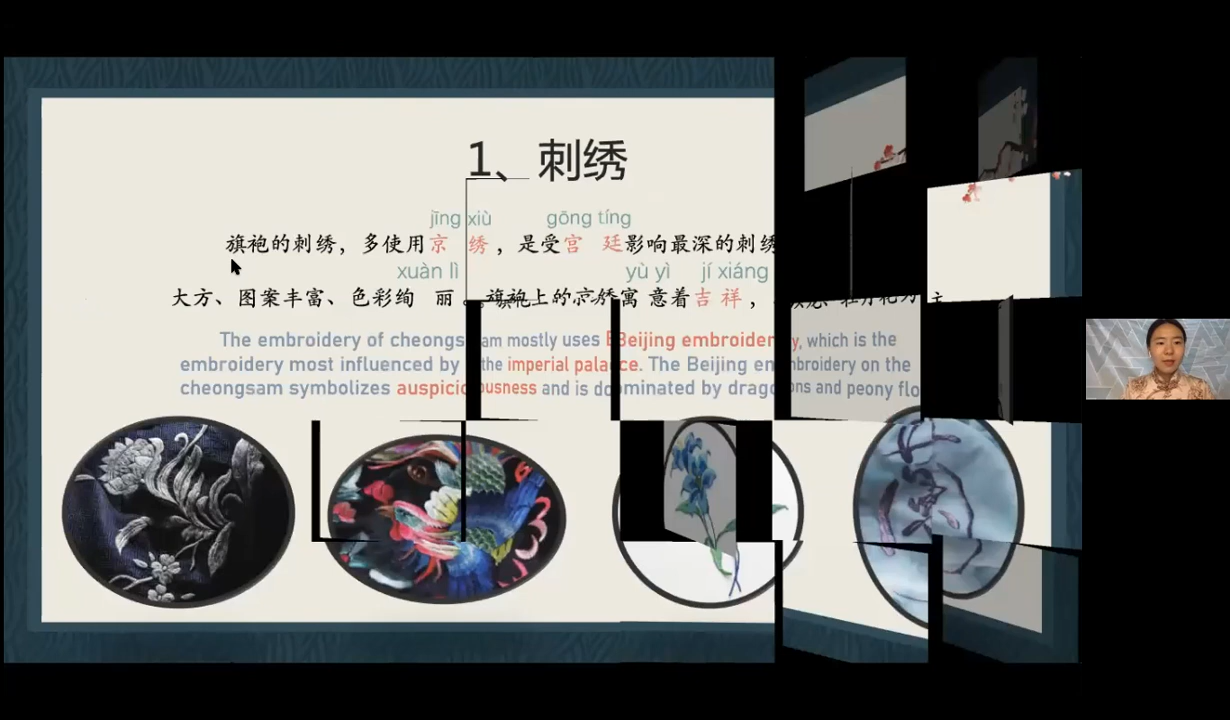 1、刺绣
jīng xiù gōng tíng
旗袍的刺绣，多使用京 绣，是受宫 廷影响最深的刺绣
xuàn lì yù yì jí xiáng
大方、图案丰富、色彩绚 丽。旗袍上的京绣寓 意着吉 祥，
The embroidery of cheongsam mostly uses Beijing embroidery, which is the
embroidery most influenced by the imperial palace. The Beijing embroidery on the
cheongsam symbolizes auspiciousness and is dominated by dragons and peony flo